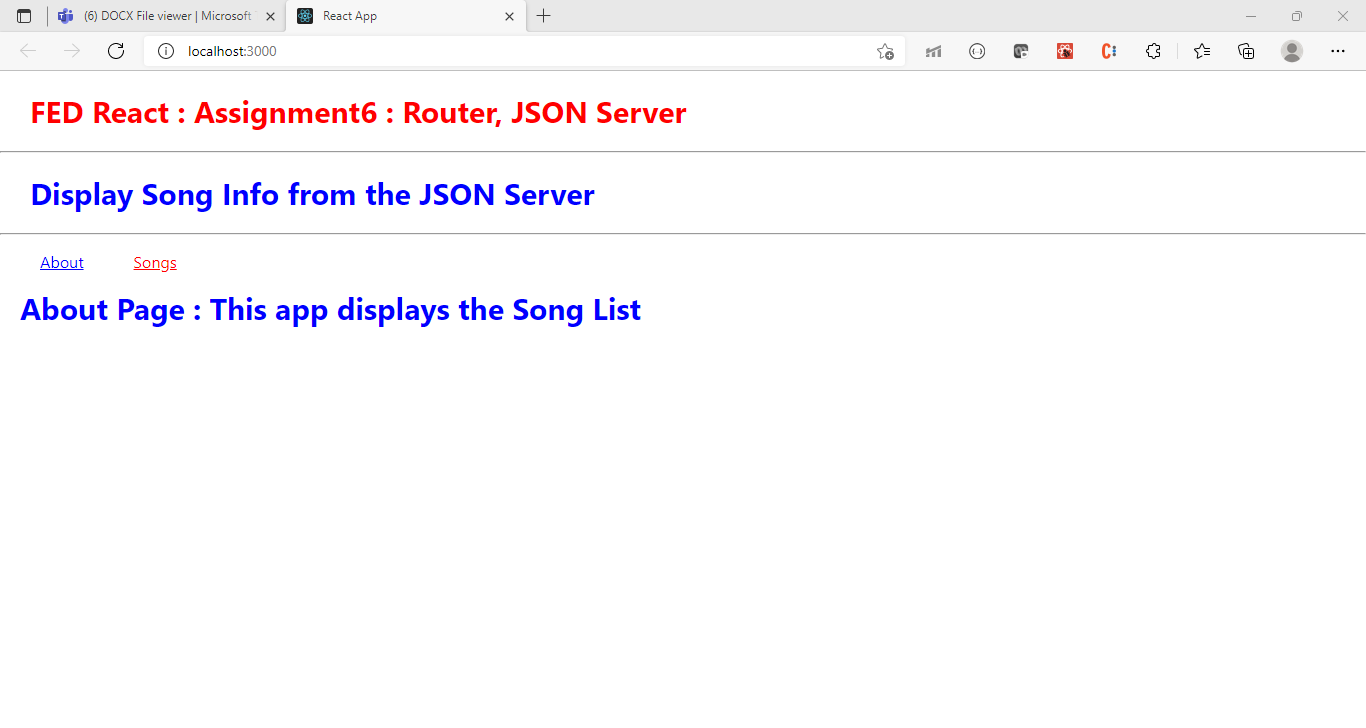 (6) DOCX File viewer | Microsoft
React App
localhost:3000
FED React : Assignment6 : Router, JSON Server
Display Song Info from the JSON Server
About Songs
About Page : This app displays the Song List